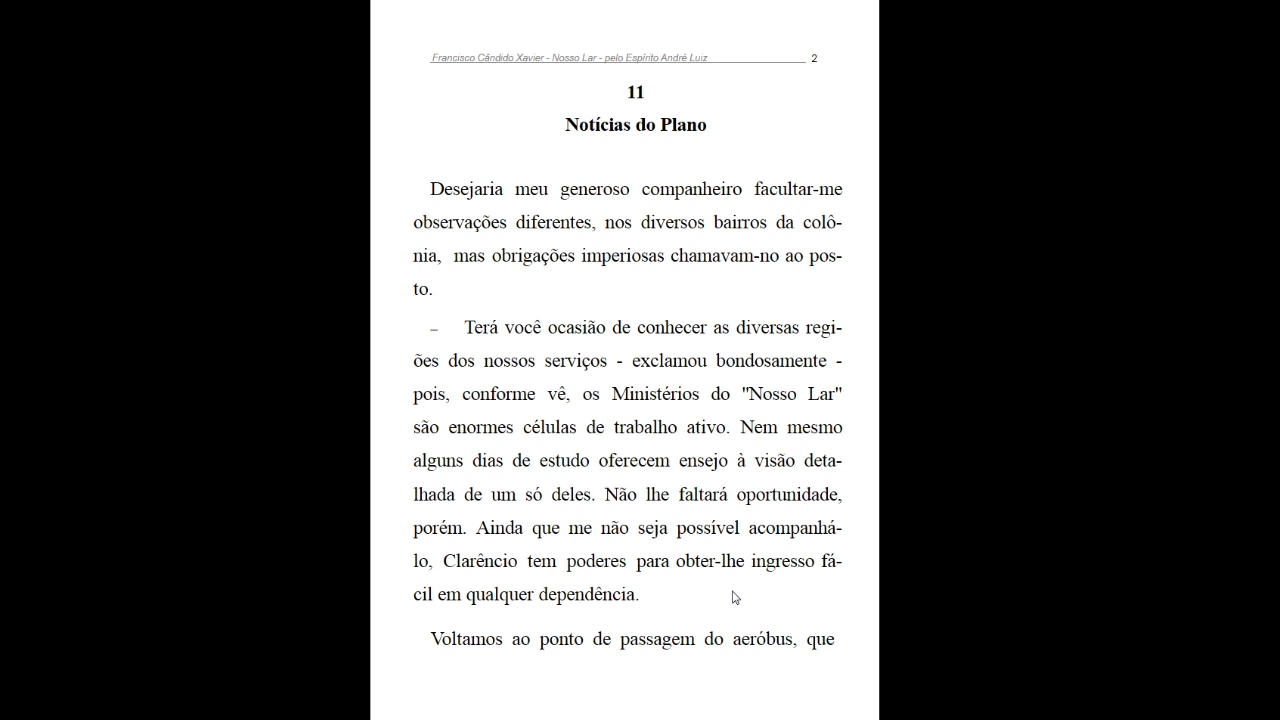 Francisco Cândido Xavier - Nosso Lar - pelo Espírito André Luiz 2
11
Notícias do Plano
Desejaria meu generoso companheiro facultar-me
observações diferentes, nos diversos bairros da colô-
nia, mas obrigações imperiosas chamavam-no ao pos-
to.
– Terá você ocasião de conhecer as diversas regi-
ões dos nossos serviços - exclamou bondosamente -
pois, conforme vê, os Ministérios do "Nosso Lar"
são enormes células de trabalho ativo. Nem mesmo
alguns dias de estudo oferecem ensejo à visão deta-
lhada de um só deles. Não lhe faltará oportunidade,
porém. Ainda que me não seja possível acompanhá-
lo, Clarêncio tem poderes para obter-lhe ingresso fá-
cil em qualquer dependência.
Voltamos ao ponto de passagem do aeróbus, que